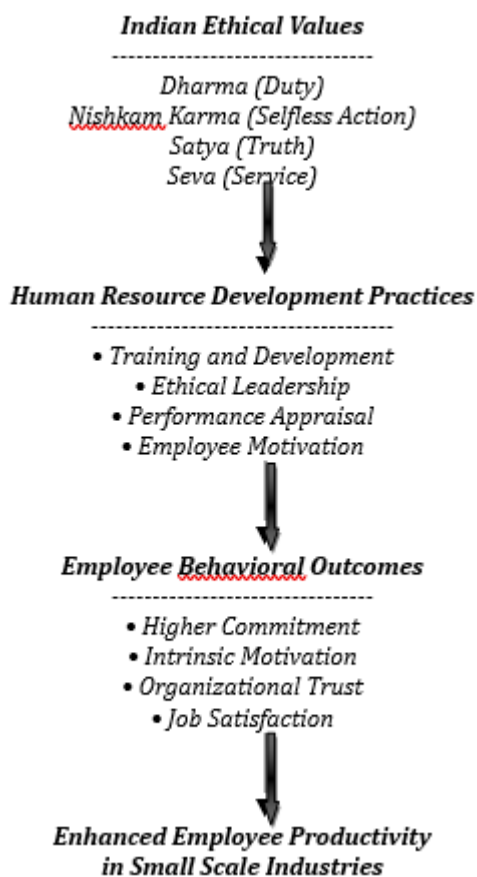 Indian Ethical Values
--------------------------------
Dharma (Duty)
Nishkam Karma (Selfless Action)
Satya (Truth)
Seva (Service)
Human Resource Development Practices
-------------------------------------
• Training and Development
• Ethical Leadership
• Performance Appraisal
• Employee Motivation
Employee Behavioral Outcomes
--------------------------------
• Higher Commitment
• Intrinsic Motivation
• Organizational Trust
• Job Satisfaction
Enhanced Employee Productivity
in Small Scale Industries